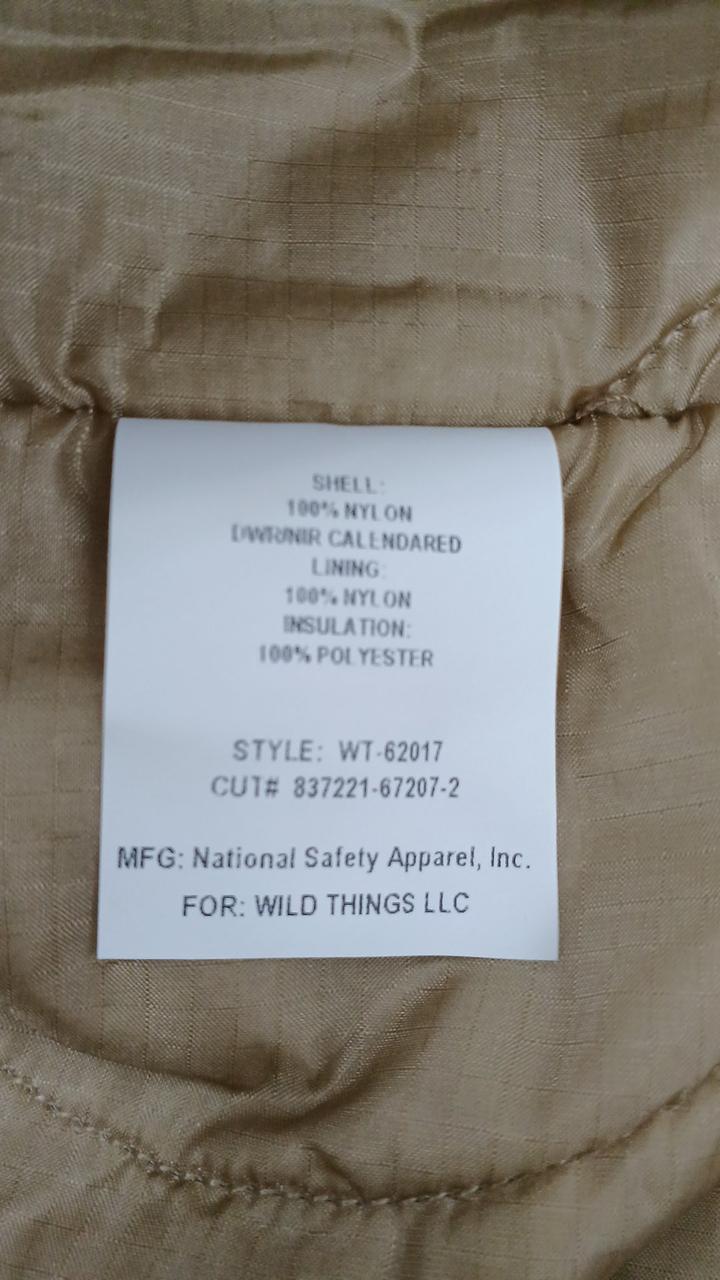 SHELL:
100% NYLON
DWR/NIR CALENDARED
LINING:
100% NYLON
INSULATION:
100% POLYESTER
STYLE: WT-62017
CUT# 837221-67207-2
MFG: National Safety Apparel, Inc.
FOR: WILD THINGS LLC